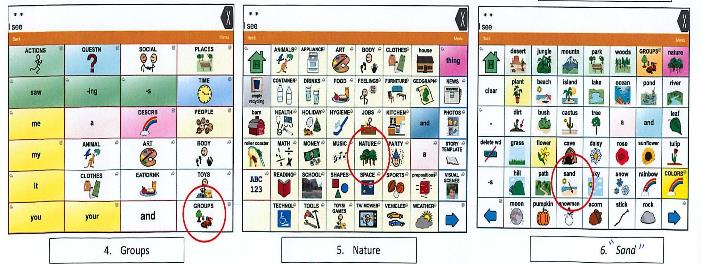 I see
I see
I see
Back Menu
Back Menu
Back Menu
ACTIONS QUESTN SOCIAL PLACES
saw -ing -s TIME
me a DESCRB PEOPLE
my ANIMAL ART BODY
it CLOTHES EATDRNK TOYS
you your and GROUPS
ANIMALS APPLIANCE ART BODY CLOTHES house thing
empty recycling CONTAINER DRINKS FOOD FEELINGS FURNITURE GEOGRAPH NEWS
barn HEALTH HOLIDAY HYGIENE JOBS KITCHEN and PHOTOS
roller coaster MATH MONEY MUSIC NATURE PARTY a STORY TEMPLATE
ABC 123 READING SCHOOL SHAPES SPACE SPORTS prepositions VISUAL SCENES
TECHNOL TOOLS TOYS/ GAMES TV MOVIES VEHICLES WEATHER
desert jungle mountn park woods GROUPS nature
clear plant beach island lake ocean pond river
dirt bush cactus tree a and leaf
delete wd grass flower cave daisy rose sunflower tulip
-s hill path sand sky snow rainbow COLORS
moon pumpkin snowman acorn stick rock
4. Groups
5. Nature
6. "Sand"